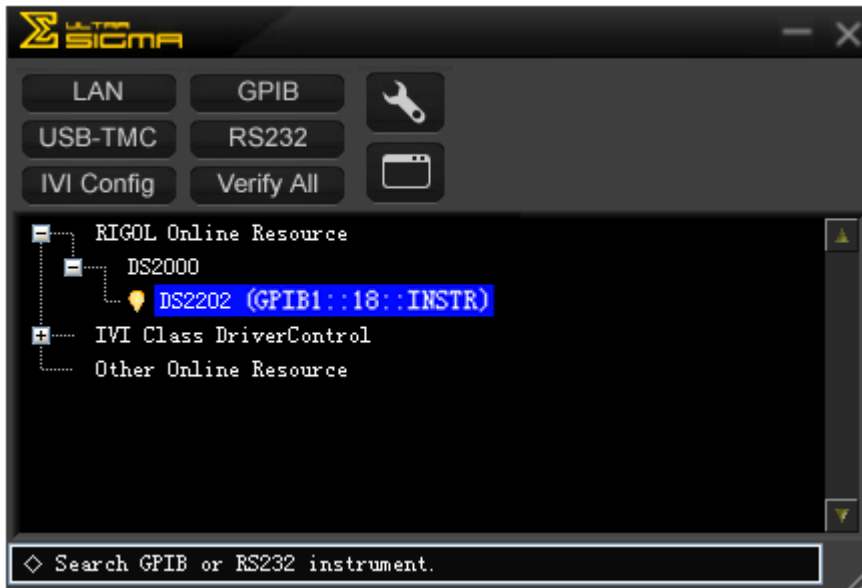 ULTRA
SIGMA
LAN GPIB
USB-TMC RS232
IVI Config Verify All
RIGOL Online Resource
DS2000
DS2202 (GPIB1::18::INSTR)
IVI Class DriverControl
Other Online Resource
◇ Search GPIB or RS232 instrument.